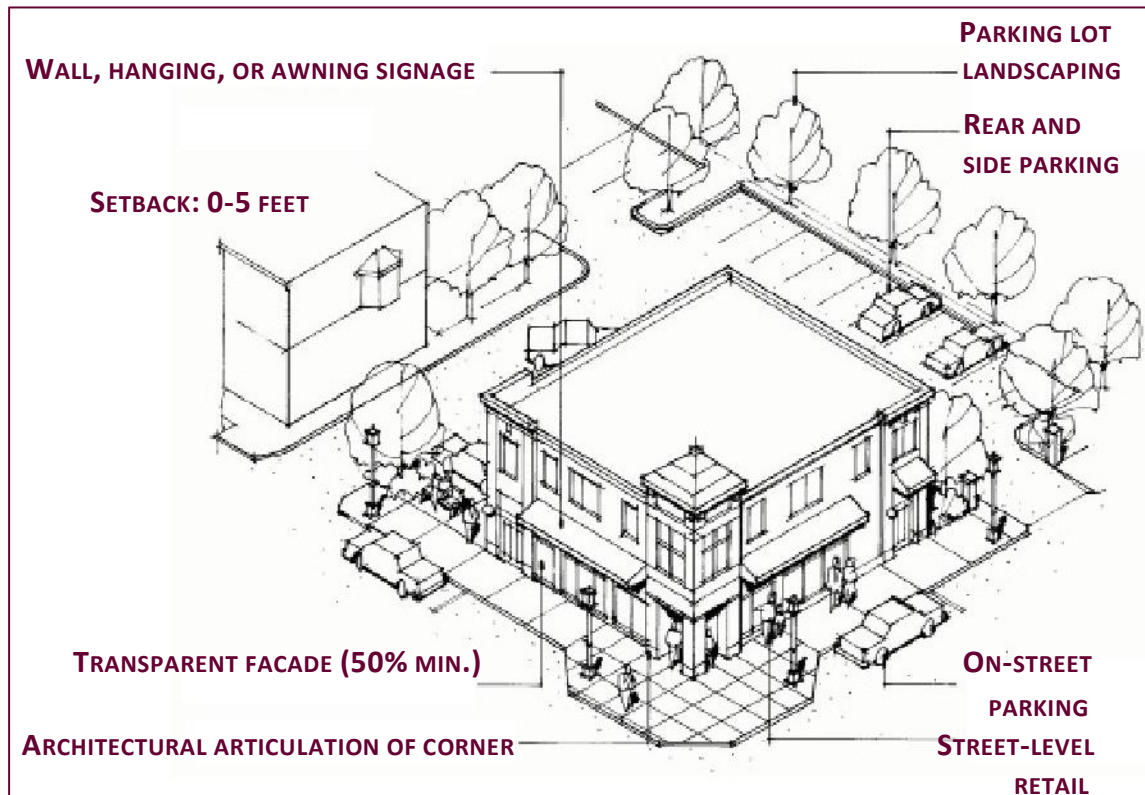 PARKING LOT
LANDSCAPING
WALL, HANGING, OR AWNING SIGNAGE
REAR AND
SIDE PARKING
SETBACK: 0-5 FEET
TRANSPARENT FACADE (50% MIN.)
ON-STREET
PARKING
ARCHITECTURAL ARTICULATION OF CORNER
STREET-LEVEL
RETAIL